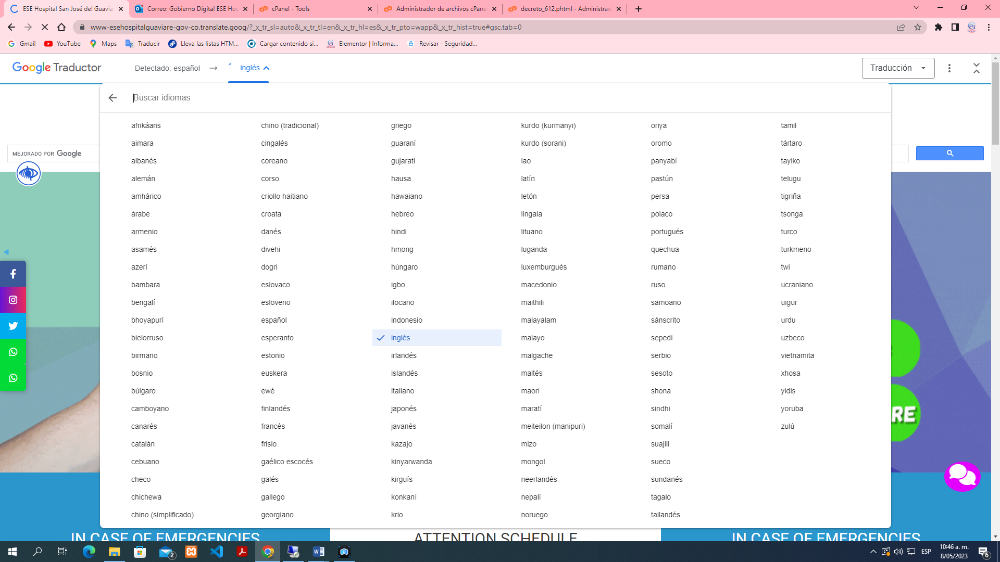 ESE Hospital San José del Guaviar
Correo: Gobierno Digital ESE Hos
cPanel - Tools
Administrador de archivos cPane
decreto_612.phtml - Administrad
www-esehospitalguaviare-gov-co.translate.goog/?_x_tr_sl=auto&_x_tr_tl=en&_x_tr_hl=es&_x_tr_pto=wapp&_x_tr_hist=true#gsc.tab=0
Gmail
YouTube
Maps
Traducir
Lleva las listas HTM...
Cargar contenido si...
Elementor | Informa...
Revisar - Seguridad...
Google Traductor
Detectado: español → inglés
Traducción
Buscar idiomas
MEJORADO POR Google
afrikáans
aimara
albanés
alemán
amhárico
árabe
armenio
asamés
azerí
bambara
bengalí
bhoyapurí
bielorruso
birmano
bosnio
búlgaro
camboyano
canarés
catalán
cebuano
checo
chichewa
chino (simplificado)
chino (tradicional)
cingalés
coreano
corso
criollo haitiano
croata
danés
divehi
dogri
eslovaco
esloveno
español
esperanto
estonio
euskera
ewé
finlandés
francés
frisio
gaélico escocés
galés
gallego
georgiano
griego
guaraní
gujarati
hausa
hawaiano
hebreo
hindi
hmong
húngaro
igbo
ilocano
indonesio
inglés
irlandés
islandés
italiano
japonés
javanés
kazajo
kinyarwanda
kirguís
konkaní
krio
kurdo (kurmanyi)
kurdo (sorani)
lao
latín
letón
lingala
lituano
luganda
luxemburgués
macedonio
maithili
malayalam
malayo
malgache
maltés
maorí
maratí
meiteilon (manipuri)
mizo
mongol
neerlandés
nepalí
noruego
oriya
oromo
panyabí
pastún
persa
polaco
portugués
quechua
rumano
ruso
samoano
sánscrito
sepedi
serbio
sesoto
shona
sindhi
somalí
suajili
sueco
sundanés
tagalo
tailandés
tamil
tártaro
tayiko
telugu
tigriña
tsonga
turco
turkmeno
twi
ucraniano
uigur
urdu
uzbeco
vietnamita
xhosa
yidis
yoruba
zulú
RE
IN CASE OF EMERGENCIES
ATTENTION SCHEDULE
IN CASE OF EMERGENCIES
2
ESP
10:46 a. m.
8/05/2023
6